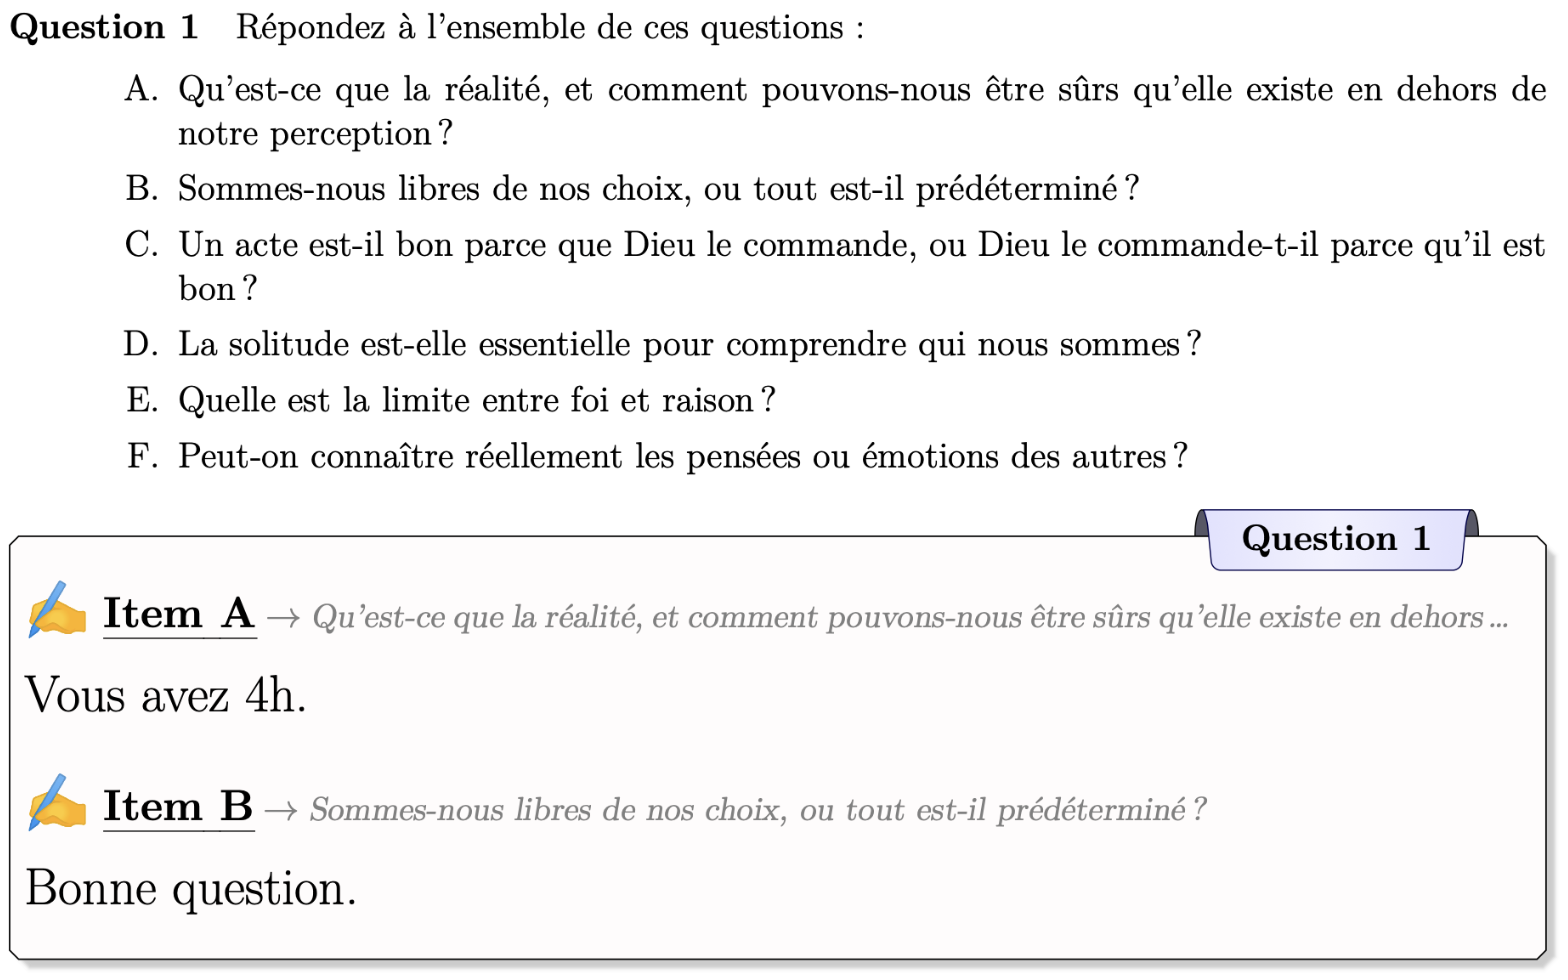 Question 1 Répondez à l'ensemble de ces questions :
A. Qu'est-ce que la réalité, et comment pouvons-nous être sûrs qu'elle existe en dehors de
notre perception ?
B. Sommes-nous libres de nos choix, ou tout est-il prédéterminé ?
C. Un acte est-il bon parce que Dieu le commande, ou Dieu le commande-t-il parce qu'il est
bon ?
D. La solitude est-elle essentielle pour comprendre qui nous sommes ?
E. Quelle est la limite entre foi et raison ?
F. Peut-on connaître réellement les pensées ou émotions des autres ?
Question 1
Item A → Qu'est-ce que la réalité, et comment pouvons-nous être sûrs qu'elle existe en dehors ...
Vous avez 4h.
Item B → Sommes-nous libres de nos choix, ou tout est-il prédéterminé ?
Bonne question.